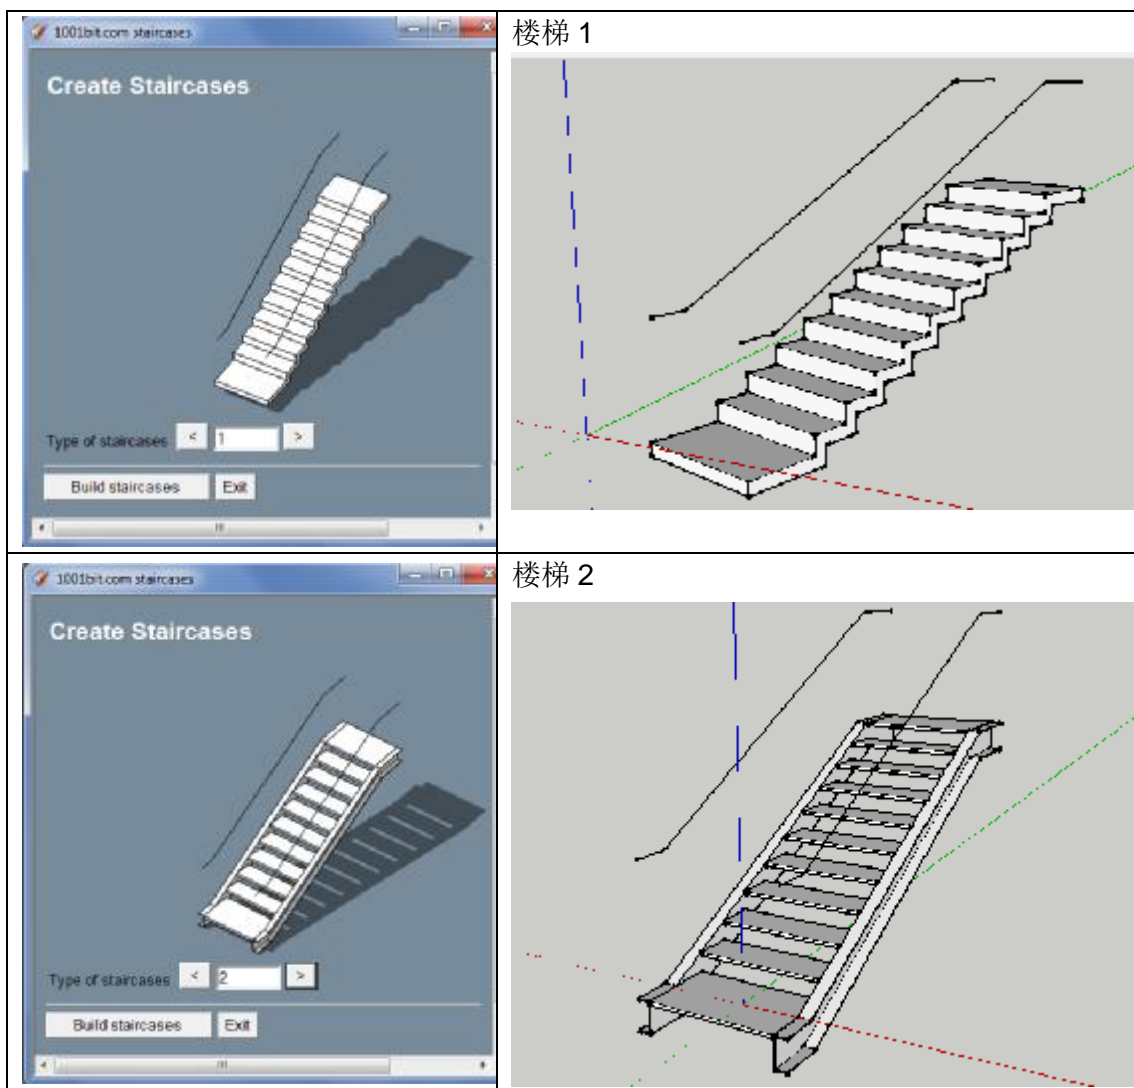 1001bit.com staircases
Create Staircases
Type of staircases < 1 >
Build staircases Exit
楼梯 1
1001bit.com staircases
Create Staircases
Type of staircases < 2 >
Build staircases Exit
楼梯 2